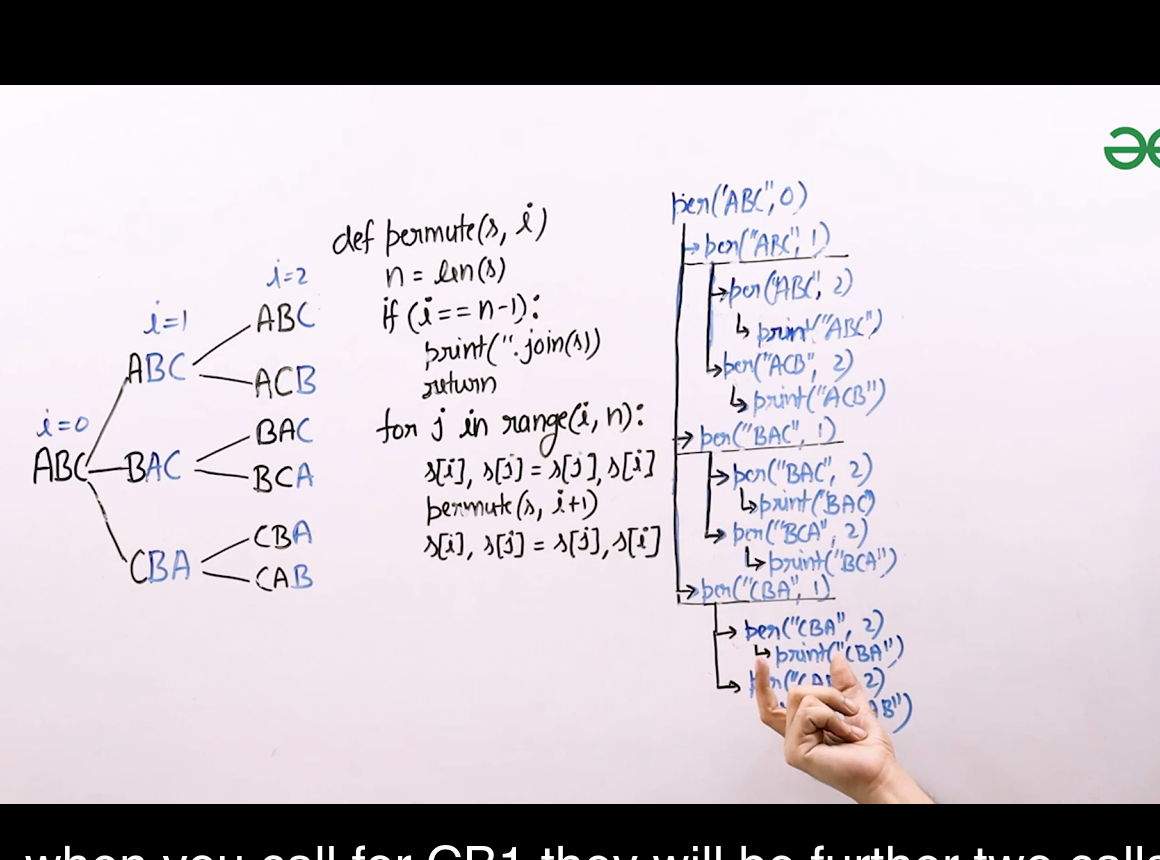 i=0
ABC
i=1
ABC
BAC
CBA
i=2
ABC
ACB
BAC
BCA
CBA
CAB
def permute(s, i)
n = len(s)
if (i == n-1):
print(''.join(s))
return
for j in range(i, n):
s[i], s[j] = s[j], s[i]
permute(s, i+1)
s[i], s[j] = s[j], s[i]
per("ABC", 0)
per("ABC", 1)
per("ABC", 2)
print("ABC")
per("ACB", 2)
print("ACB")
per("BAC", 1)
per("BAC", 2)
print("BAC)
per("BCA", 2)
print("BCA")
per("CBA", 1)
per("CBA", 2)
print("CBA")
2)
AB")
when you call for CB1 they will be further two calls